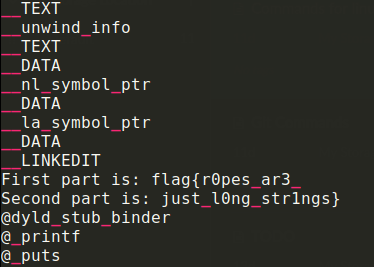 __TEXT
__unwind_info
__TEXT
__DATA
__nl_symbol_ptr
__DATA
__la_symbol_ptr
__DATA
__LINKEDIT
First part is: flag{r0pes_ar3_
Second part is: just_l0ng_str1ngs}
@dyld_stub_binder
@_printf
@_puts